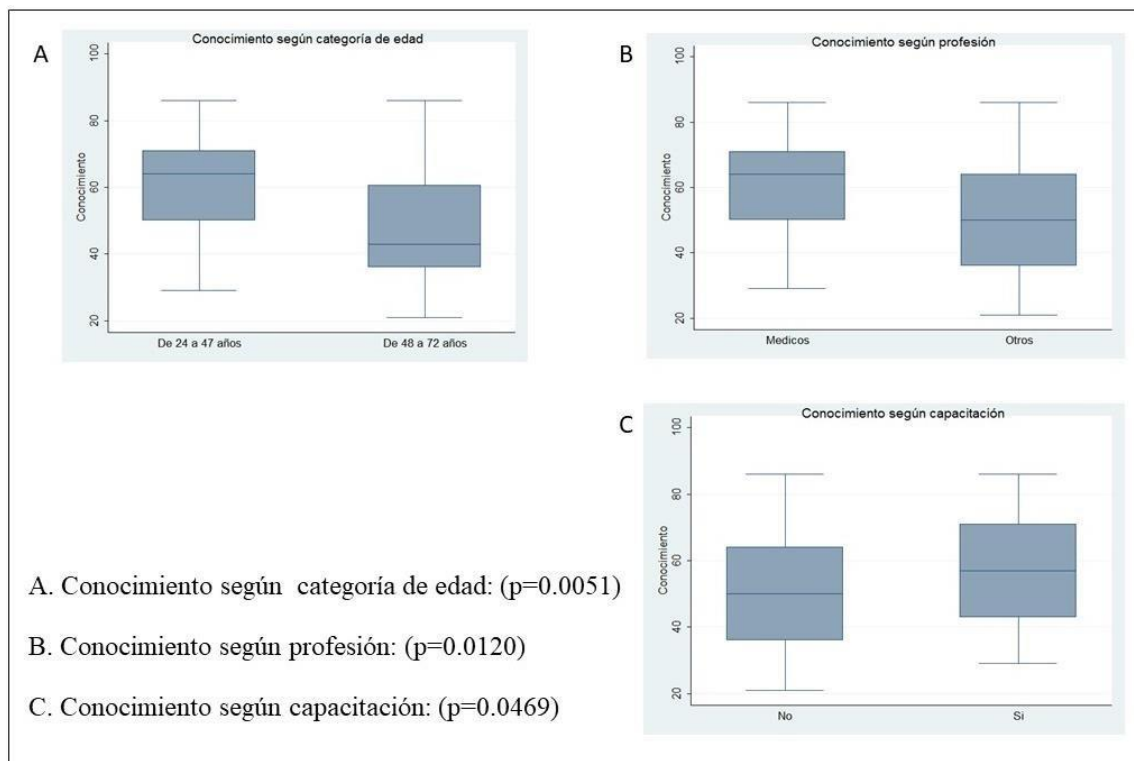 A
Conocimiento según categoría de edad
100
80
60
40
20
Conocimiento
De 24 a 47 años
De 48 a 72 años
B
Conocimiento según profesión
100
80
60
40
20
Conocimiento
Medicos
Otros
C
Conocimiento según capacitación
100
80
60
40
20
Conocimiento
No
Si
A. Conocimiento según categoría de edad: (p=0.0051)
B. Conocimiento según profesión: (p=0.0120)
C. Conocimiento según capacitación: (p=0.0469)